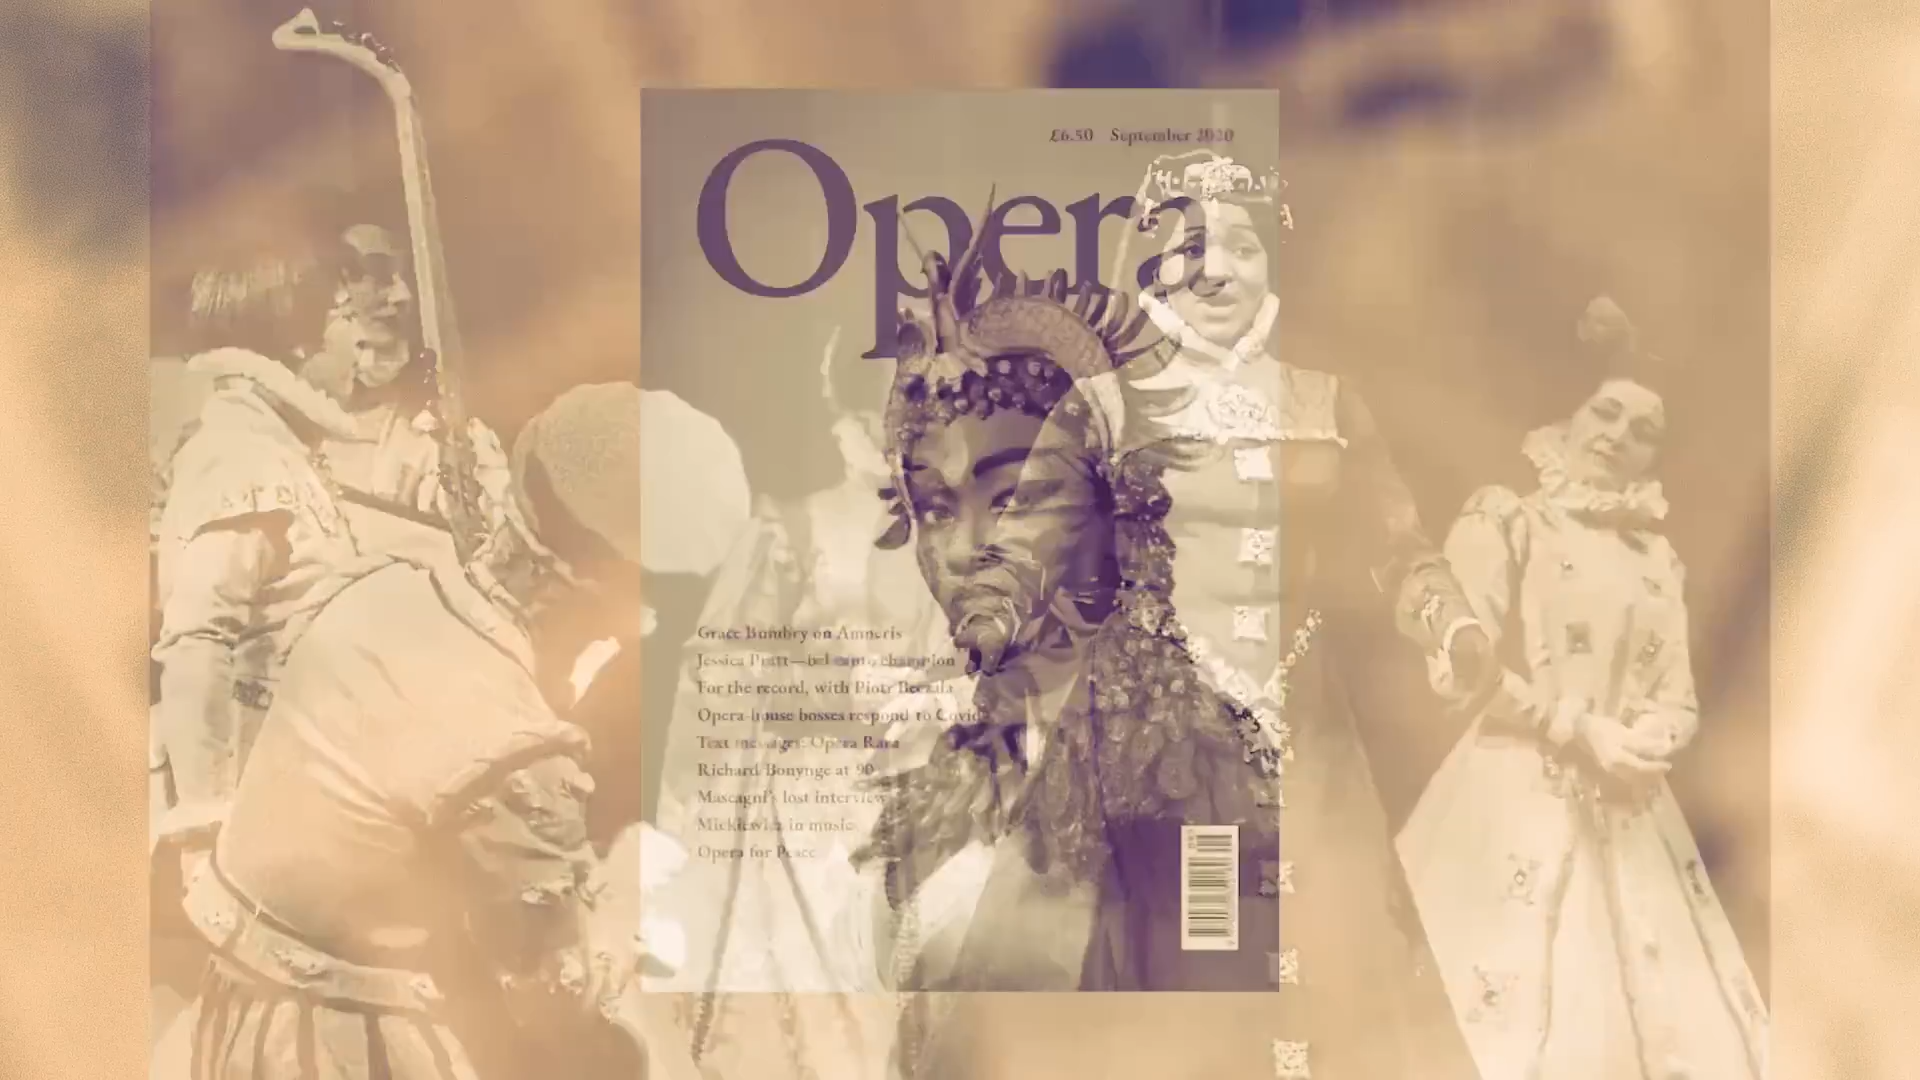 £6.50 September 2020
Opera
Grace Bumbry on Amneris
Jessica Pratt—bel canto champion
For the record, with Piotr Beczała
Opera-house bosses respond to Covid
Text messages: Opera Rara
Richard Bonynge at 90
Mascagni's lost interview
Mickiewicz in music
Opera for Peace